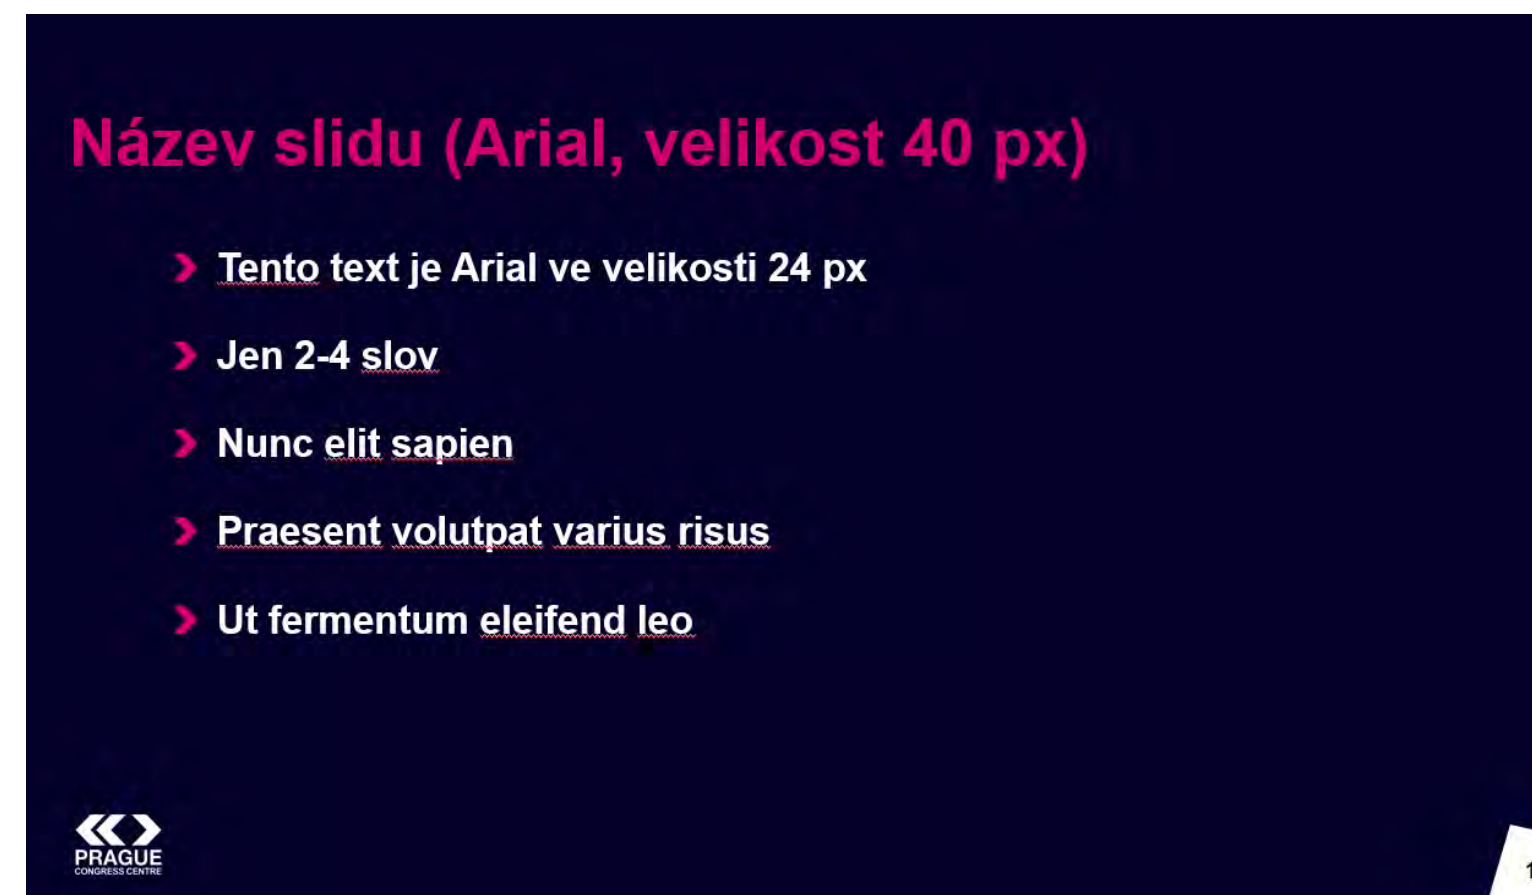 Název slidu (Arial, velikost 40 px)
Tento text je Arial ve velikosti 24 px
Jen 2-4 slov
Nunc elit sapien
Praesent volutpat varius risus
Ut fermentum eleifend leo
PRAGUE
CONGRESS CENTRE
1